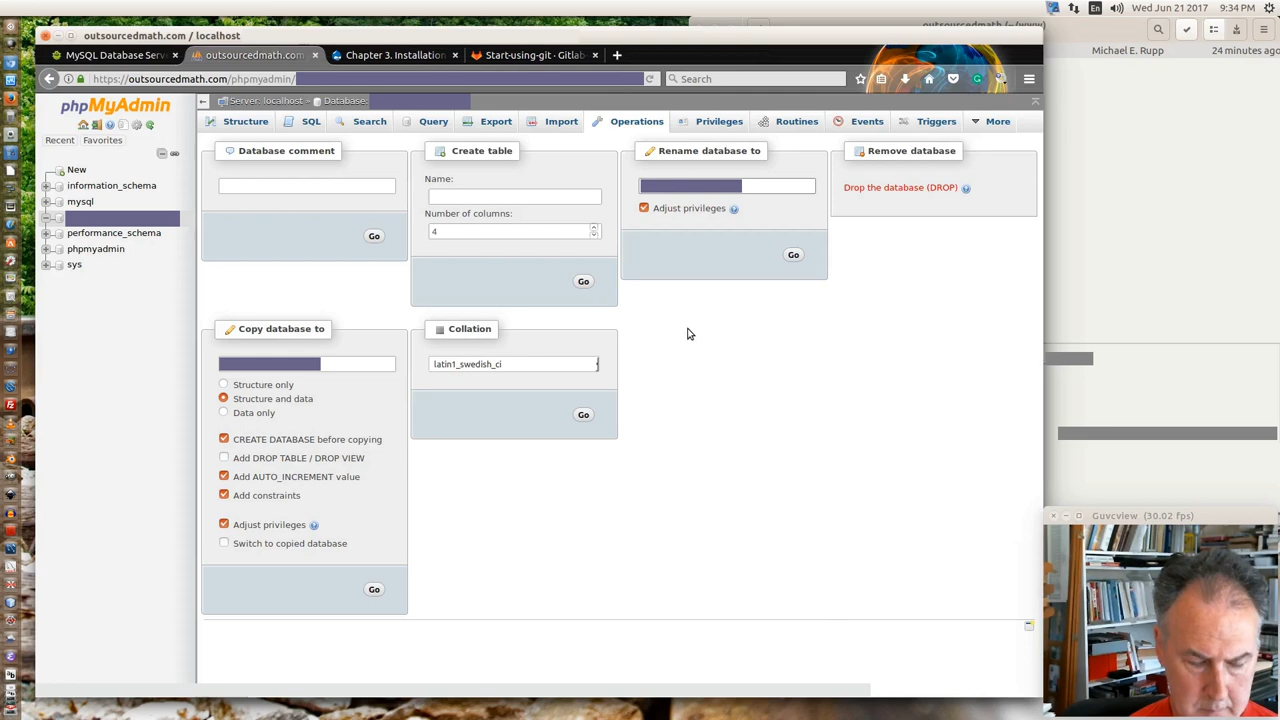 En
Wed Jun 21 2017
9:34 PM
outsourcedmath.com / localhost
MySQL Database Serve
outsourcedmath.com
Chapter 3. Installation
Start-using-git · Gitlab
Michael E. Rupp
24 minutes ago
https://outsourcedmath.com/phpmyadmin/
Search
phpMyAdmin
Server: localhost » Database:
Recent
Favorites
Structure
SQL
Search
Query
Export
Import
Operations
Privileges
Routines
Events
Triggers
More
New
information_schema
mysql
performance_schema
phpmyadmin
sys
Database comment
Go
Create table
Name:
Number of columns:
4
Go
Rename database to
Adjust privileges
Go
Remove database
Drop the database (DROP)
Copy database to
Structure only
Structure and data
Data only
CREATE DATABASE before copying
Add DROP TABLE / DROP VIEW
Add AUTO_INCREMENT value
Add constraints
Adjust privileges
Switch to copied database
Go
Collation
latin1_swedish_ci
Go
Guvcview (30.02 fps)